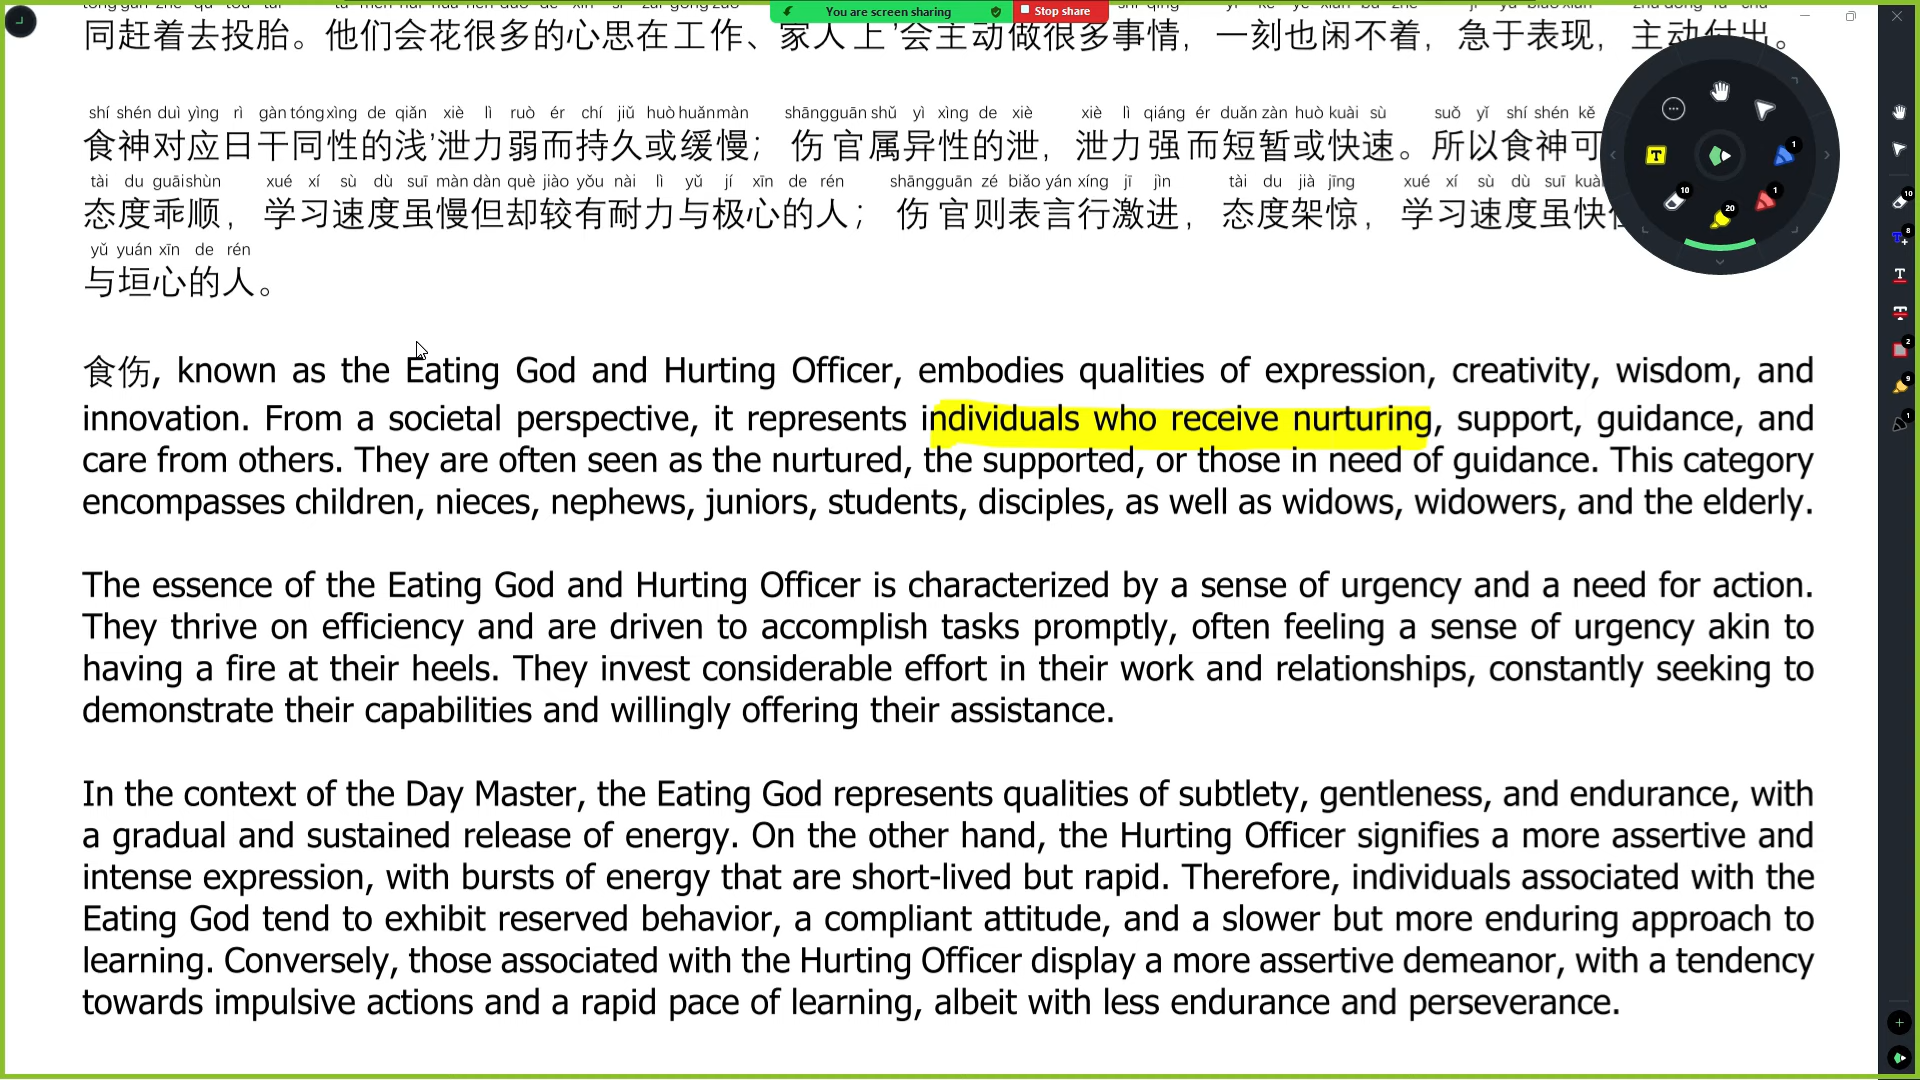 You are screen sharing
Stop share
同赶着去投胎。他们会花很多的心思在工作、家人上’会主动做很多事情，一刻也闲不着，急于表现，主动付出。
shí shén duì yìng rì gàn tóng xìng de qiǎn xiè lì ruò ér chí jiǔ huò huǎn màn shāng guān shǔ yì xìng de xiè xiè lì qiáng ér duǎn zàn huò kuài sù suǒ yǐ shí shén kě
食神对应日干同性的浅’泄力弱而持久或缓慢；伤官属异性的泄，泄力强而短暂或快速。所以食神可
tài du guāi shùn xué xí sù dù suī màn dàn què jiào yǒu nài lì yǔ jí xīn de rén shāng guān zé biǎo yán xíng jī jìn tài du jià jīng xué xí sù dù suī
态度乖顺，学习速度虽慢但却较有耐力与极心的人；伤官则表言行激进，态度架惊，学习速度虽快
yǔ yuán xīn de rén
与垣心的人。
食伤, known as the Eating God and Hurting Officer, embodies qualities of expression, creativity, wisdom, and
innovation. From a societal perspective, it represents individuals who receive nurturing, support, guidance, and
care from others. They are often seen as the nurtured, the supported, or those in need of guidance. This category
encompasses children, nieces, nephews, juniors, students, disciples, as well as widows, widowers, and the elderly.
The essence of the Eating God and Hurting Officer is characterized by a sense of urgency and a need for action.
They thrive on efficiency and are driven to accomplish tasks promptly, often feeling a sense of urgency akin to
having a fire at their heels. They invest considerable effort in their work and relationships, constantly seeking to
demonstrate their capabilities and willingly offering their assistance.
In the context of the Day Master, the Eating God represents qualities of subtlety, gentleness, and endurance, with
a gradual and sustained release of energy. On the other hand, the Hurting Officer signifies a more assertive and
intense expression, with bursts of energy that are short-lived but rapid. Therefore, individuals associated with the
Eating God tend to exhibit reserved behavior, a compliant attitude, and a slower but more enduring approach to
learning. Conversely, those associated with the Hurting Officer display a more assertive demeanor, with a tendency
towards impulsive actions and a rapid pace of learning, albeit with less endurance and perseverance.